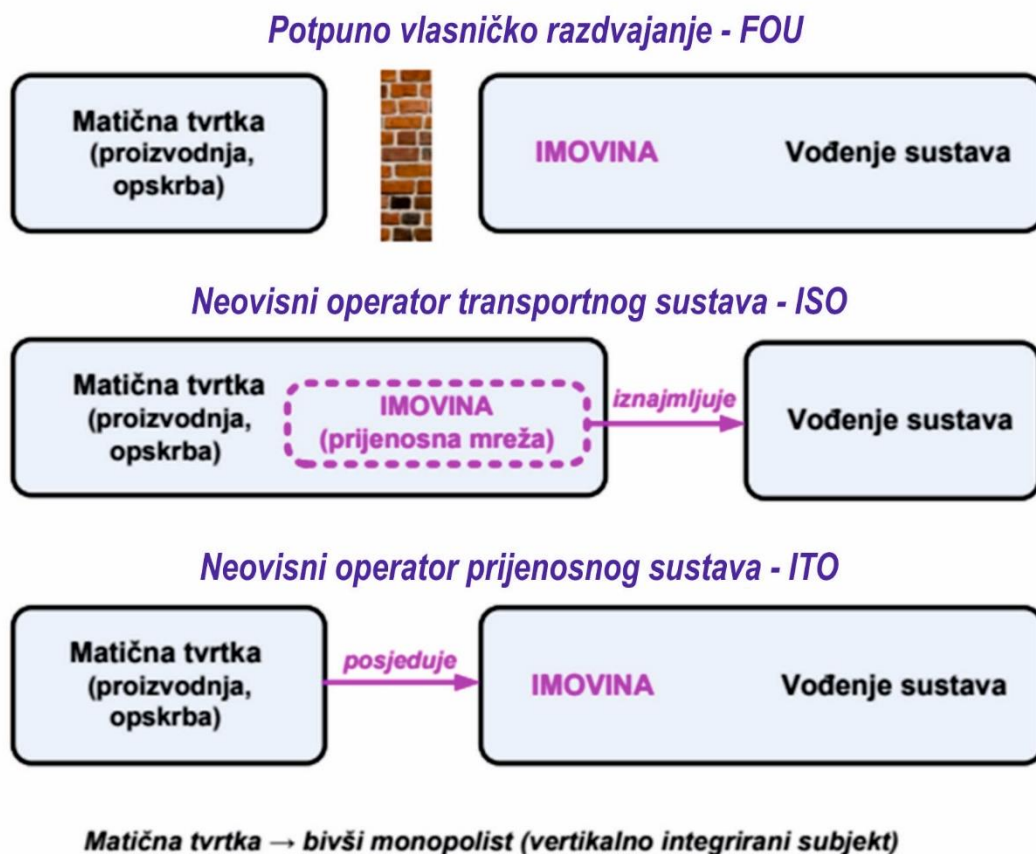 Potpuno vlasničko razdvajanje - FOU
Matična tvrtka
(proizvodnja,
opskrba)
IMOVINA
Vođenje sustava
Neovisni operator transportnog sustava - ISO
Matična tvrtka
(proizvodnja,
opskrba)
IMOVINA
(prijenosna mreža)
iznajmljuje
Vođenje sustava
Neovisni operator prijenosnog sustava - ITO
Matična tvrtka
(proizvodnja,
opskrba)
posjeduje
IMOVINA
Vođenje sustava
Matična tvrtka → bivši monopolist (vertikalno integrirani subjekt)